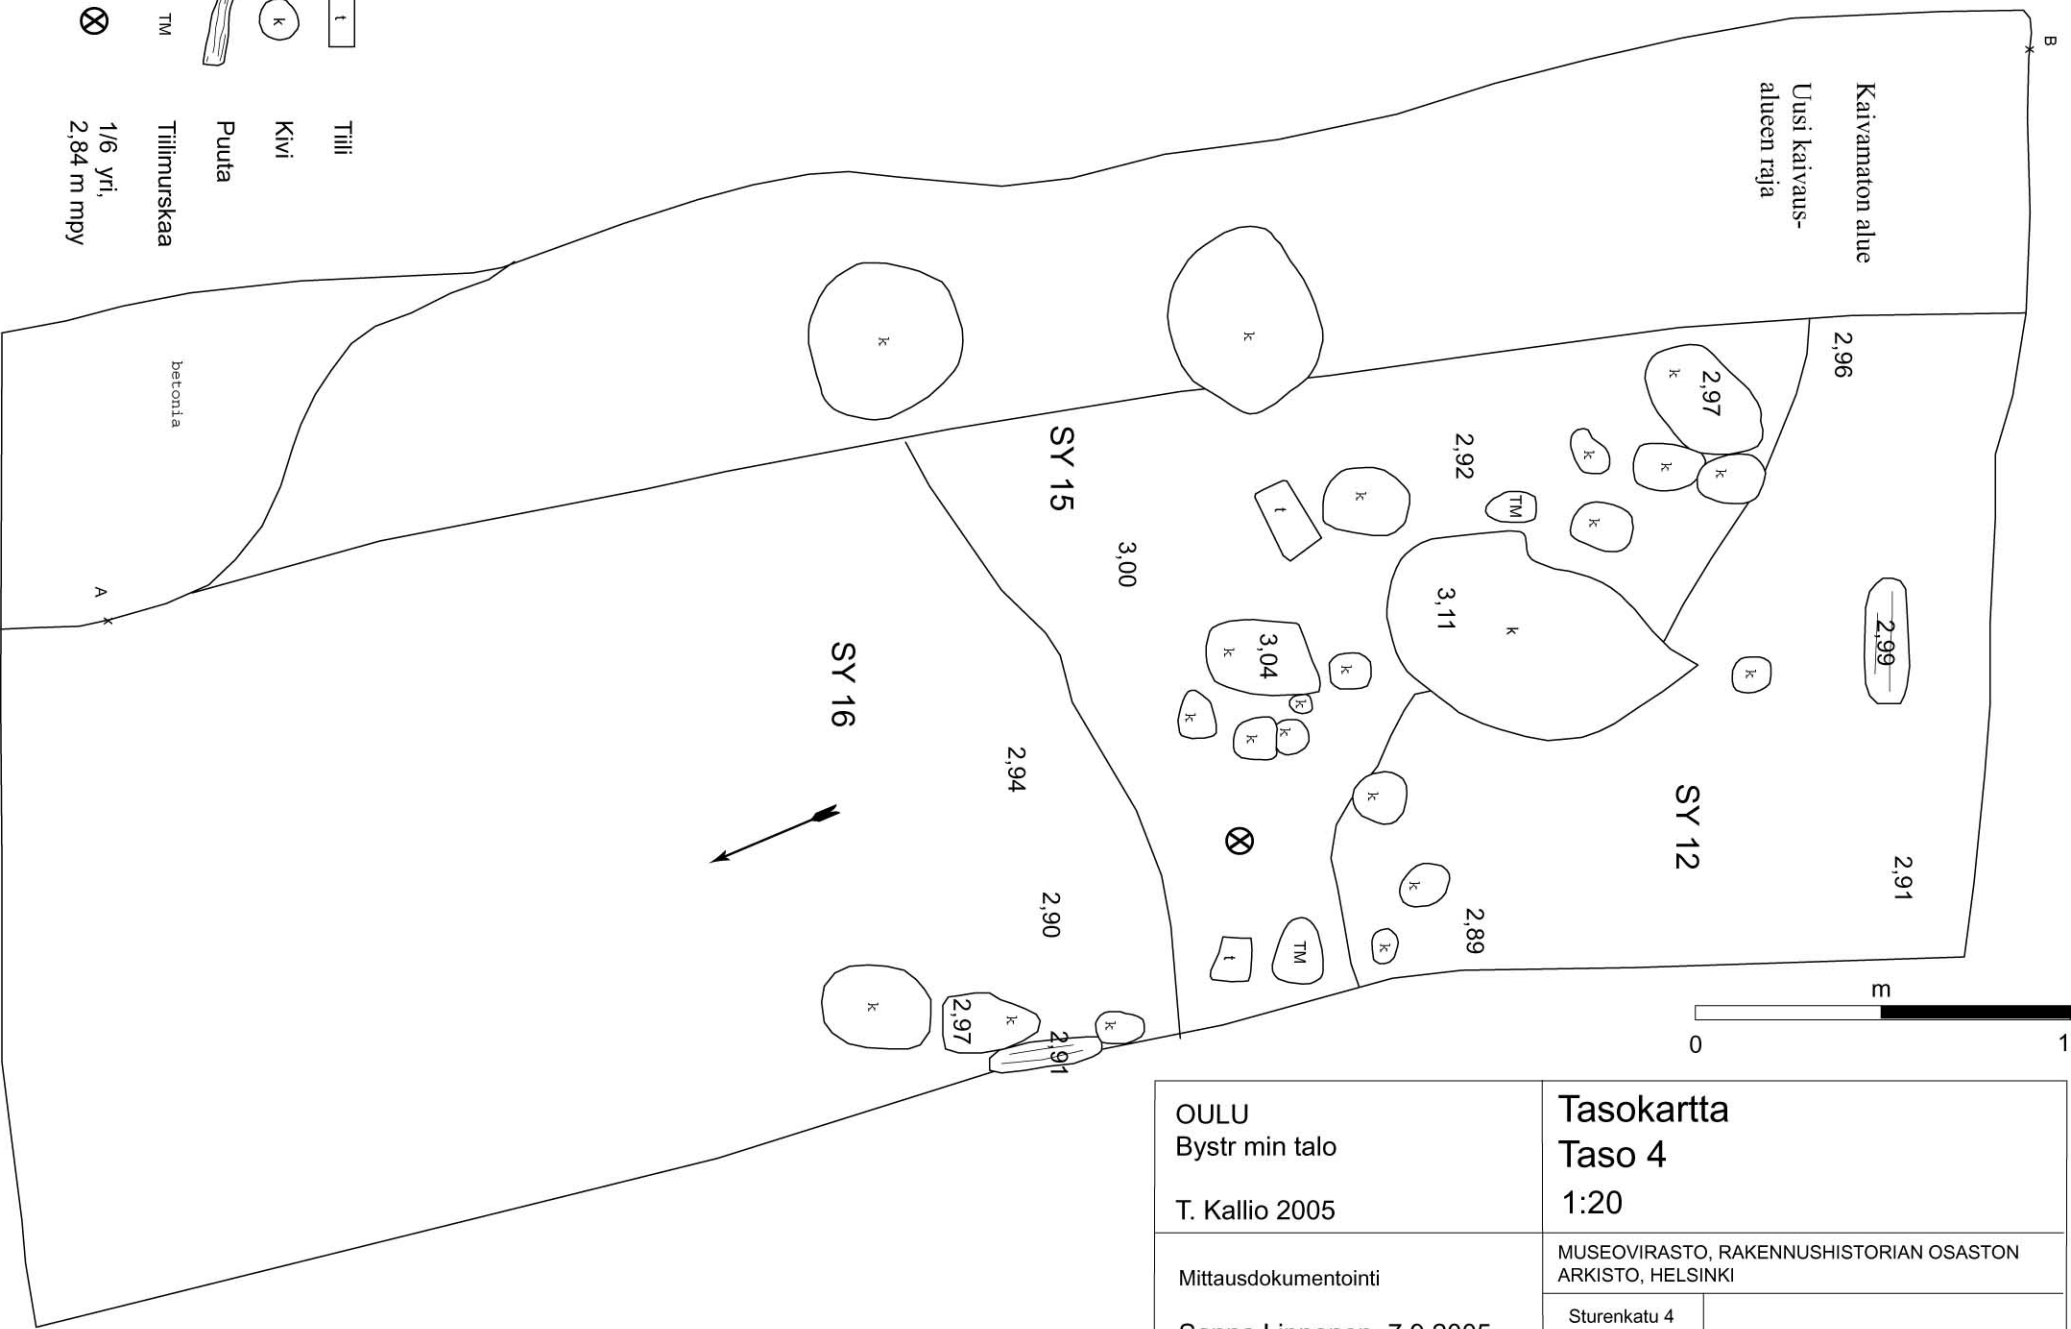 B
Kaivamaton alue
Uusi kaivaus-
alueen raja
t
Tiili
k
Kivi
Puuta
TM
Tiilimurskaa
1/6 yri,
2,84 m mpy
betonia
A
k
k
2,96
2,97
k
k
k
k
k
2,92
TM
k
t
SY 15
3,00
3,11
k
2,99
k
3,04
k
k
k
k
k
k
SY 16
2,94
k
SY 12
2,91
k
2,89
k
2,90
TM
t
k
2,97
k
k
2,91
m
0
1
OULU
Bystr min talo
T. Kallio 2005
Tasokartta
Taso 4
1:20
Mittausdokumentointi
MUSEOVIRASTO, RAKENNUSHISTORIAN OSASTON
ARKISTO, HELSINKI
Sturenkatu 4